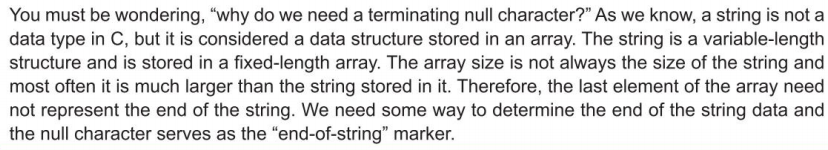 You must be wondering, “why do we need a terminating null character?” As we know, a string is not a
data type in C, but it is considered a data structure stored in an array. The string is a variable-length
structure and is stored in a fixed-length array. The array size is not always the size of the string and
most often it is much larger than the string stored in it. Therefore, the last element of the array need
not represent the end of the string. We need some way to determine the end of the string data and
the null character serves as the “end-of-string” marker.